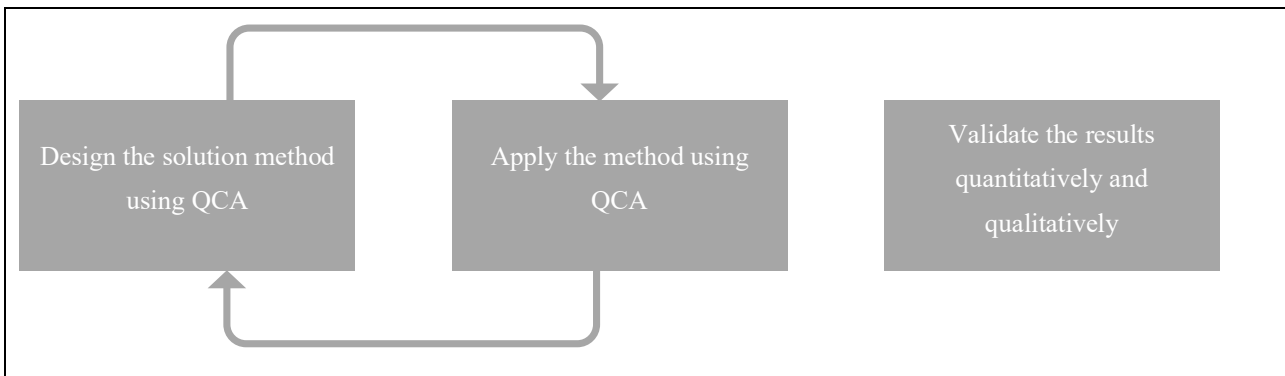 Design the solution method
using QCA
Apply the method using
QCA
Validate the results
quantitatively and
qualitatively